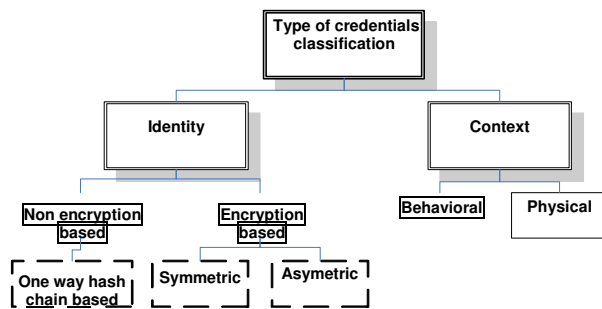 Type of credentials
classification
Identity
Context
Non encryption
based
Encryption
based
Behavioral
Physical
One way hash
chain based
Symmetric
Asymetric